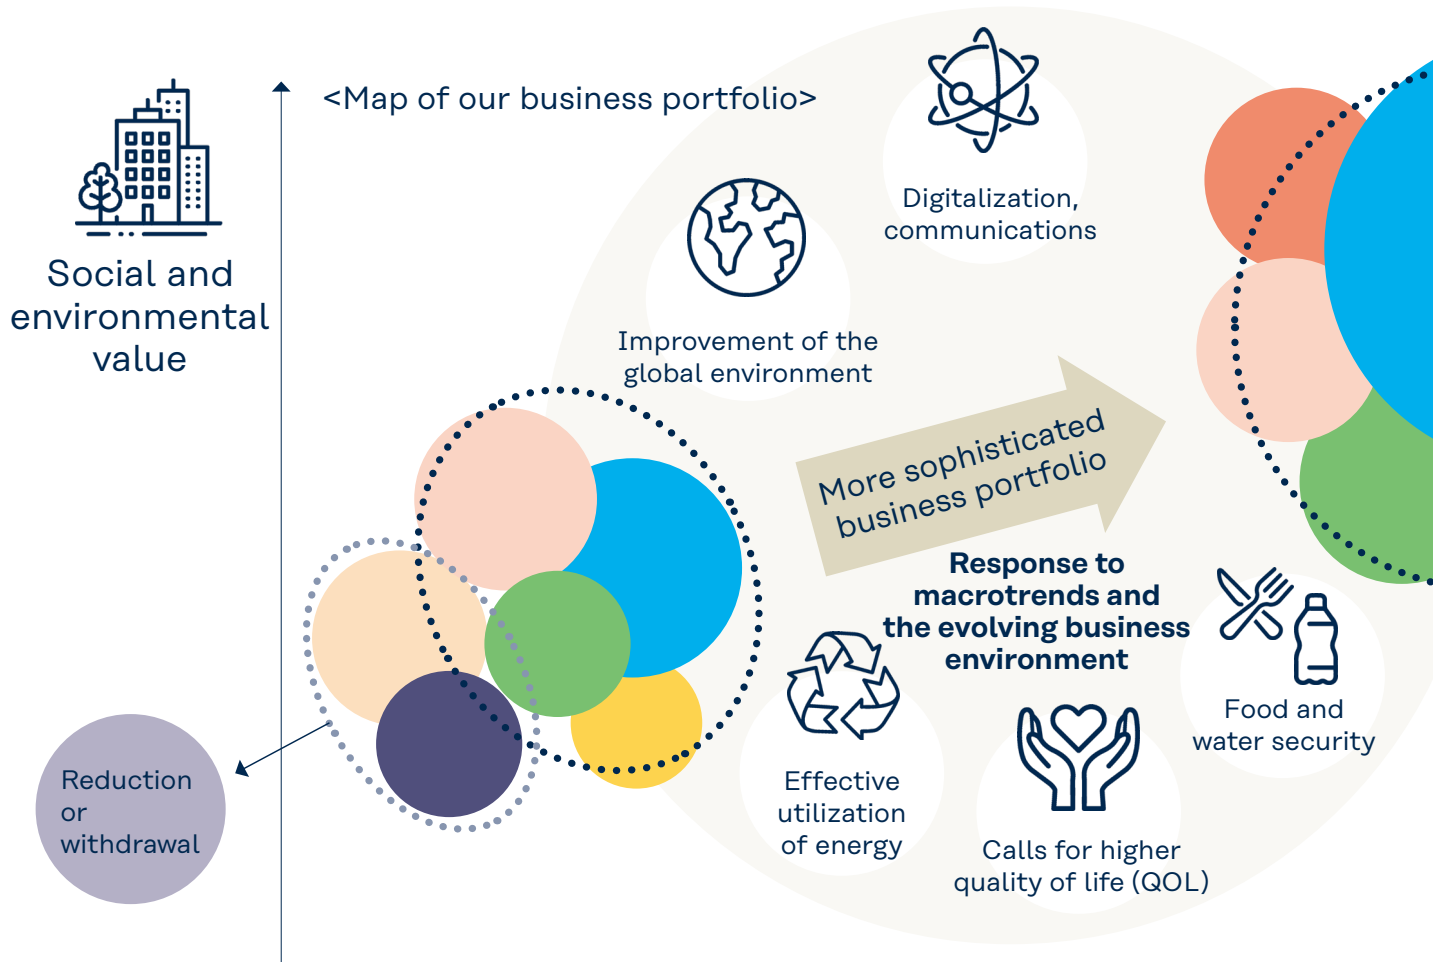 <Map of our business portfolio>
Social and
environmental
value
Digitalization,
communications
Improvement of the
global environment
More sophisticated
business portfolio
Response to
macrotrends and
the evolving business
environment
Food and
water security
Reduction
or
withdrawal
Effective
utilization
of energy
Calls for higher
quality of life (QOL)